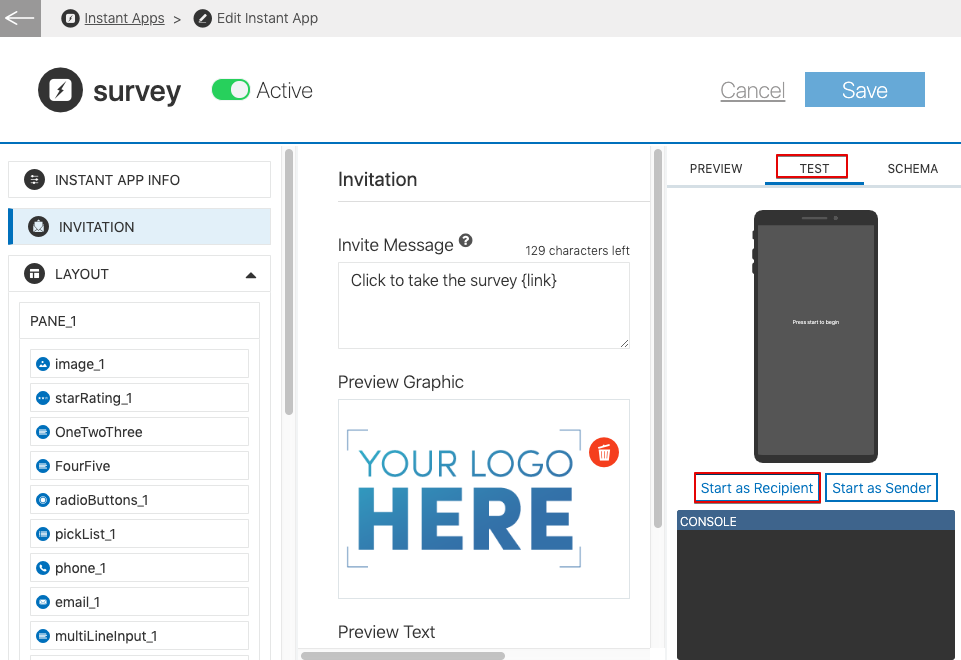 Instant Apps > Edit Instant App
survey Active Cancel Save
INSTANT APP INFO
INVITATION
LAYOUT
PANE_1
image_1
starRating_1
OneTwoThree
FourFive
radioButtons_1
pickList_1
phone_1
email_1
multiLineInput_1
Invitation
Invite Message ?
129 characters left
Click to take the survey {link}
Preview Graphic
YOUR LOGO
HERE
Preview Text
PREVIEW TEST SCHEMA
Press start to begin
Start as Recipient Start as Sender
CONSOLE